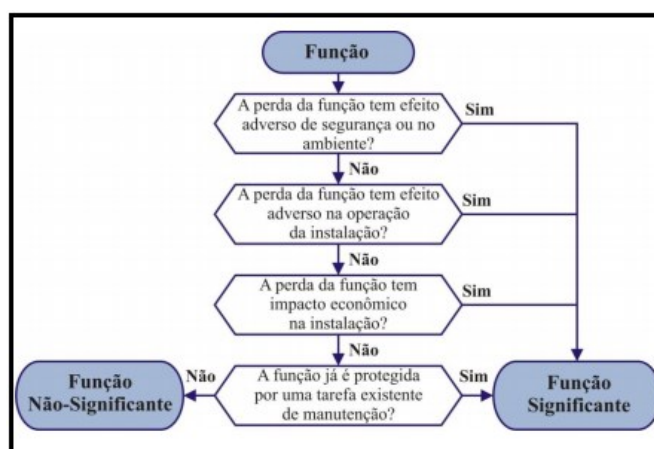 Função
A perda da função tem efeito
adverso de segurança ou no
ambiente?
Sim
Não
A perda da função tem efeito
adverso na operação
da instalação?
Sim
Não
A perda da função tem
impacto econômico
na instalação?
Sim
Não
Função
Não-Significante
Não
A função já é protegida
por uma tarefa existente
de manutenção?
Sim
Função
Significante